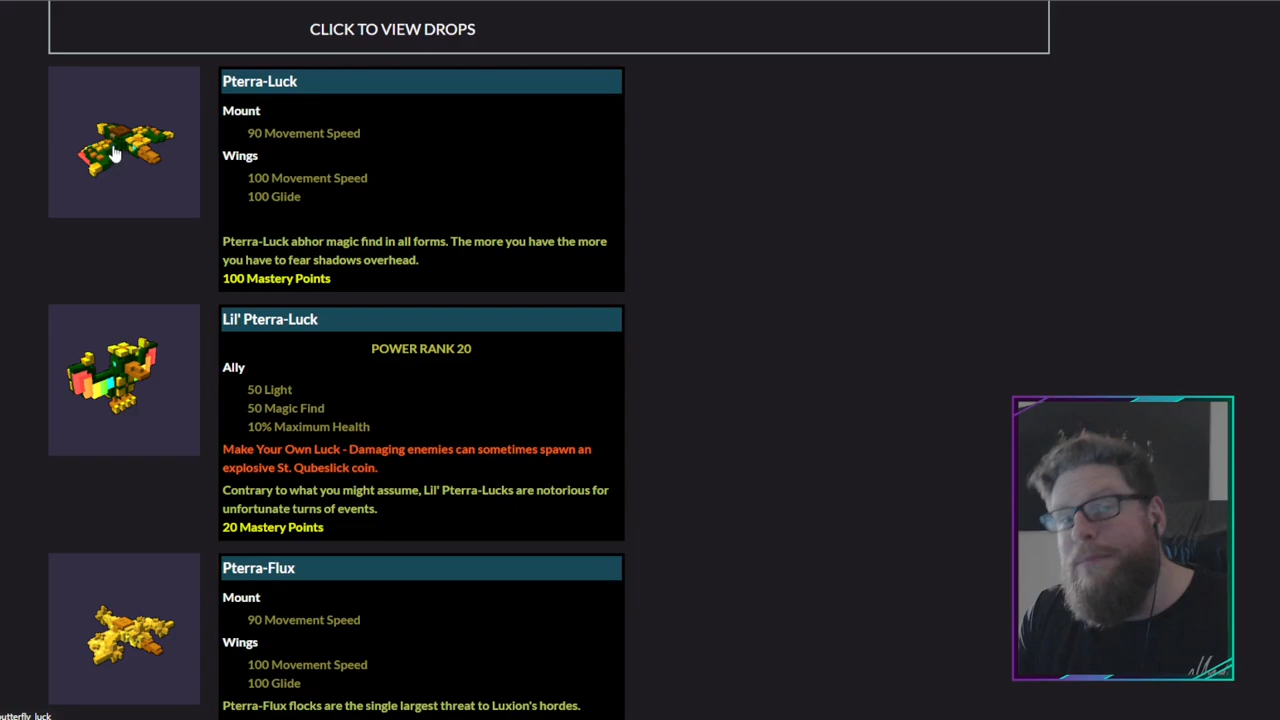 CLICK TO VIEW DROPS
Pterra-Luck
Mount
90 Movement Speed
Wings
100 Movement Speed
100 Glide
Pterra-Luck abhor magic find in all forms. The more you have the more
you have to fear shadows overhead.
100 Mastery Points
Lil' Pterra-Luck
POWER RANK 20
Ally
50 Light
50 Magic Find
10% Maximum Health
Make Your Own Luck - Damaging enemies can sometimes spawn an
explosive St. Qubeslick coin.
Contrary to what you might assume, Lil' Pterra-Lucks are notorious for
unfortunate turns of events.
20 Mastery Points
Pterra-Flux
Mount
90 Movement Speed
Wings
100 Movement Speed
100 Glide
Pterra-Flux flocks are the single largest threat to Luxion's hordes.
utterfly_luck